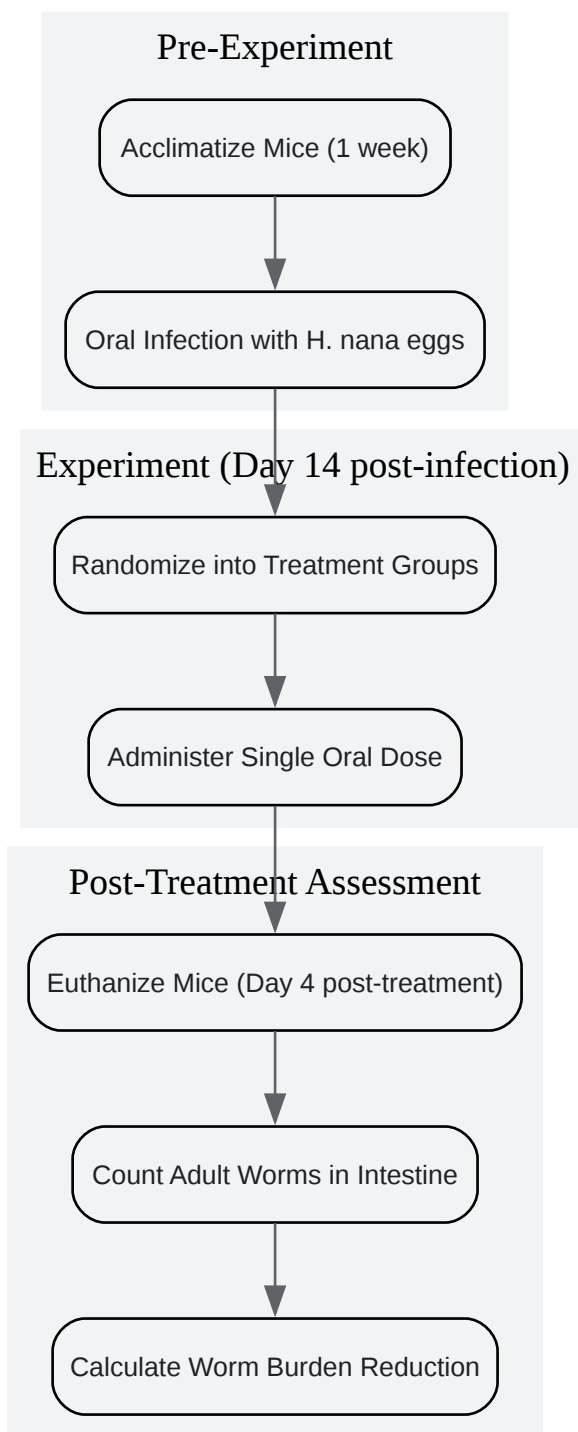 Pre-Experiment
Acclimatize Mice (1 week)
Oral Infection with H. nana eggs
Experiment (Day 14 post-infection)
Randomize into Treatment Groups
Administer Single Oral Dose
Post-Treatment Assessment
Euthanize Mice (Day 4 post-treatment)
Count Adult Worms in Intestine
Calculate Worm Burden Reduction